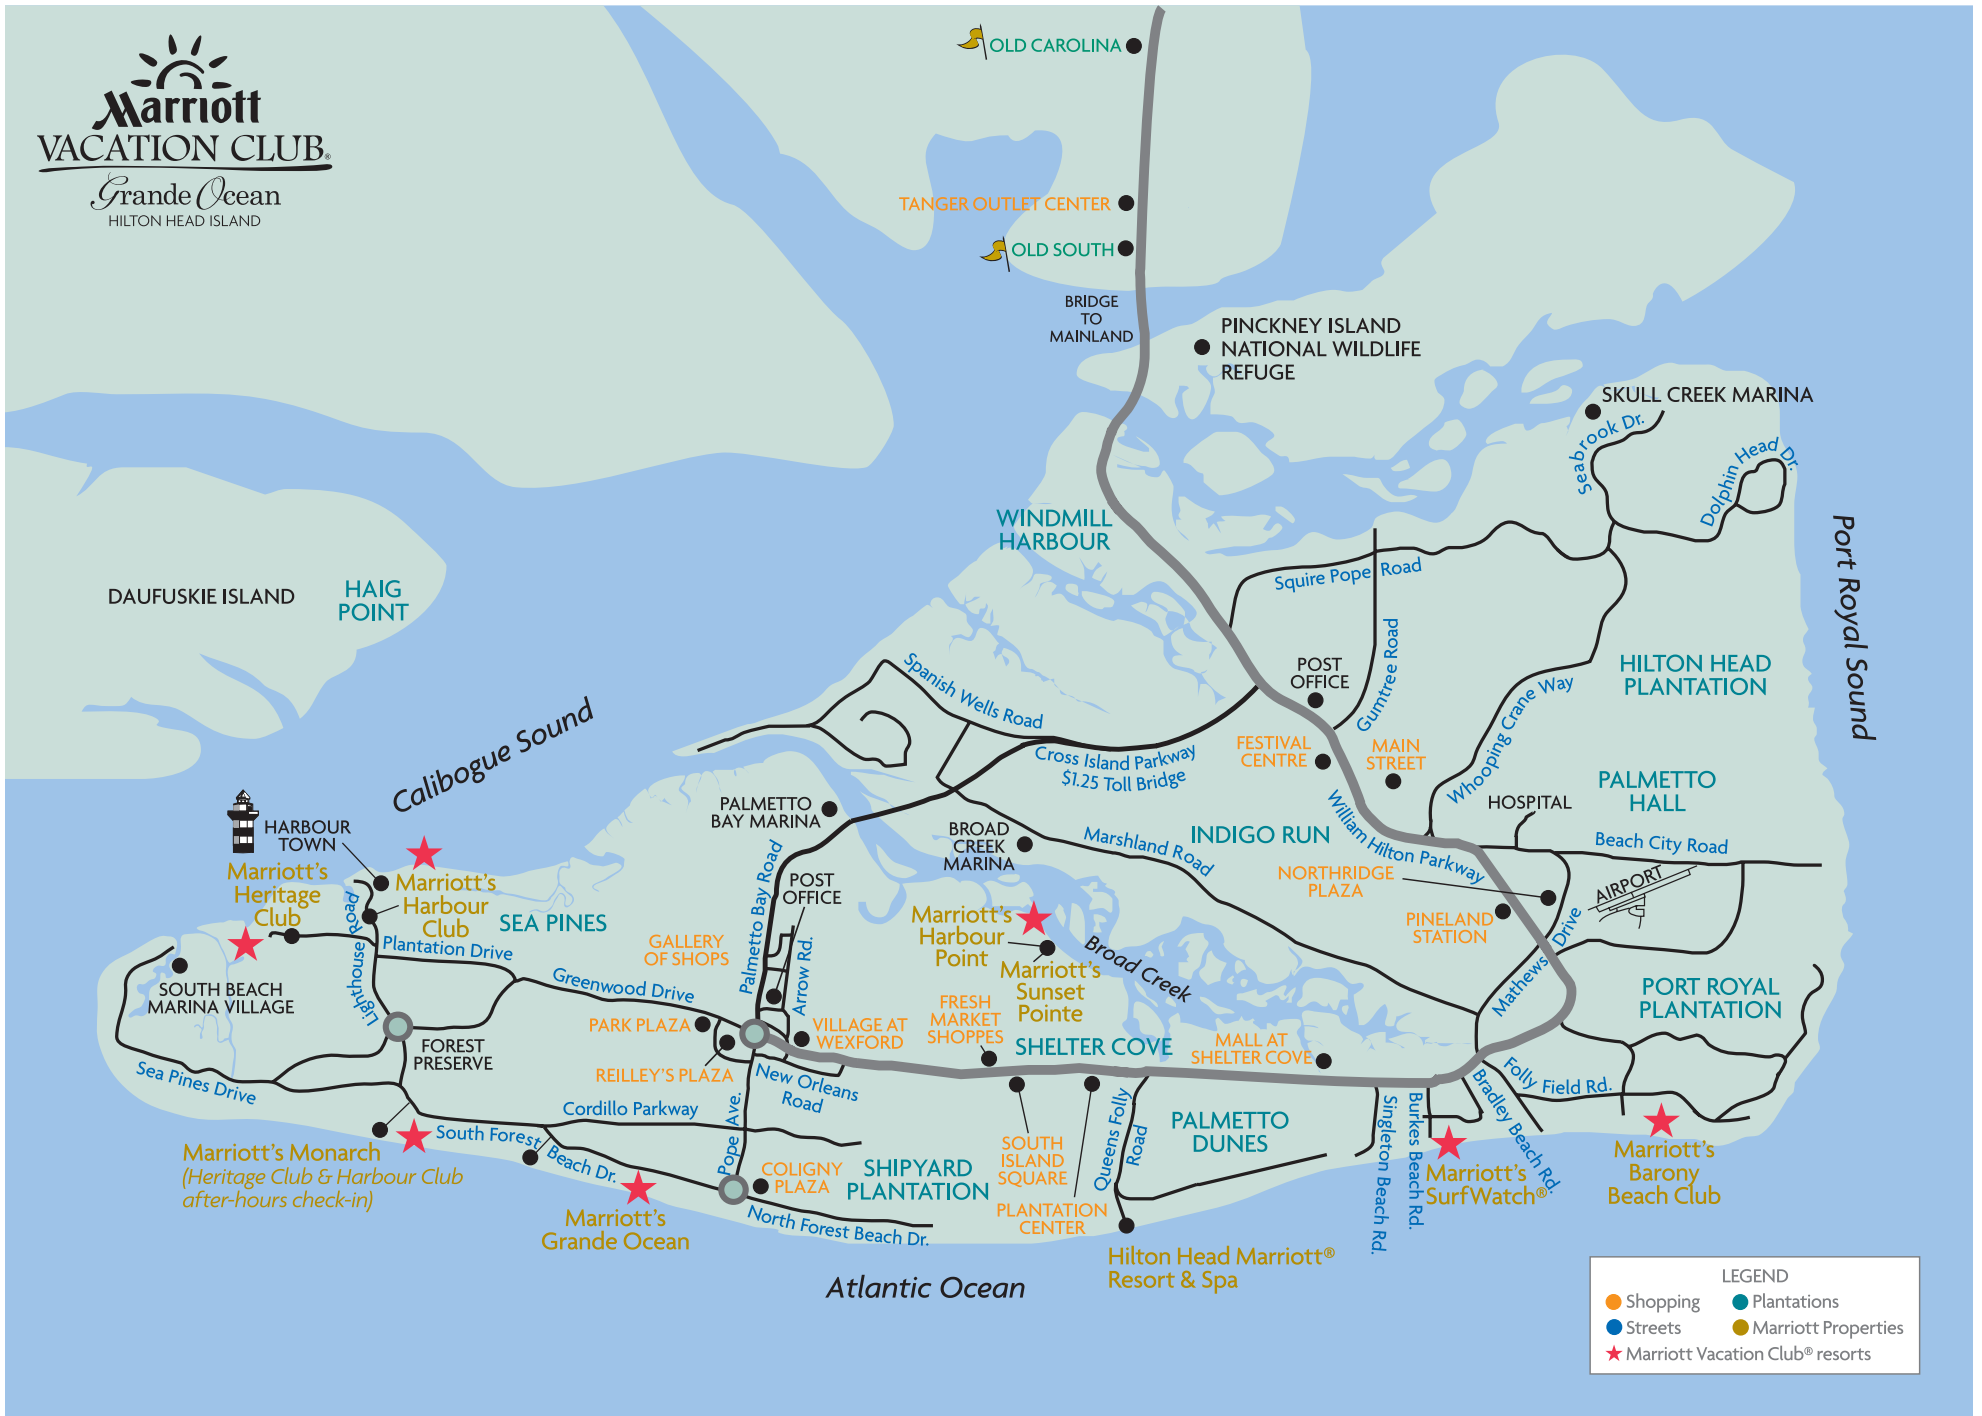 Marriott
VACATION CLUB®
Grande Ocean
HILTON HEAD ISLAND
OLD CAROLINA
TANGER OUTLET CENTER
OLD SOUTH
BRIDGE
TO
MAINLAND
PINCKNEY ISLAND
NATIONAL WILDLIFE
REFUGE
SKULL CREEK MARINA
Seabrook Dr.
Dolphin Head Dr.
WINDMILL
HARBOUR
Port Royal Sound
Squire Pope Road
DAUFUSKIE ISLAND
HAIG
POINT
Gumtree Road
POST
OFFICE
HILTON HEAD
PLANTATION
Spanish Wells Road
Whooping Crane Way
Calibogue Sound
Cross Island Parkway
$1.25 Toll Bridge
FESTIVAL
CENTRE
MAIN
STREET
PALMETTO
HALL
HOSPITAL
William Hilton Parkway
PALMETTO
BAY MARINA
BROAD
CREEK
MARINA
Marshland Road
INDIGO RUN
Beach City Road
HARBOUR
TOWN
Marriott's
Heritage
Club
Marriott's
Harbour
Club
Lighthouse Road
SEA PINES
Plantation Drive
Palmetto Bay Road
POST
OFFICE
Arrow Rd.
GALLERY
OF SHOPS
NORTHRIDGE
PLAZA
AIRPORT
PINELAND
STATION
Mathews Drive
Marriott's
Harbour
Point
Marriott's
Sunset
Pointe
Broad Creek
SOUTH BEACH
MARINA VILLAGE
Greenwood Drive
PORT ROYAL
PLANTATION
PARK PLAZA
VILLAGE AT
WEXFORD
FRESH
MARKET
SHOPPES
SHELTER COVE
MALL AT
SHELTER COVE
FOREST
PRESERVE
REILLEY'S PLAZA
New Orleans
Road
Sea Pines Drive
Cordillo Parkway
Pope Ave.
Folly Field Rd.
Bradley Beach Rd.
Burkes Beach Rd.
Singleton Beach Rd.
Queens Folly
Road
PALMETTO
DUNES
South Forest
Beach Dr.
Marriott's Monarch
(Heritage Club & Harbour Club
after-hours check-in)
COLIGNY
PLAZA
SHIPYARD
PLANTATION
SOUTH
ISLAND
SQUARE
PLANTATION
CENTER
Marriott's
SurfWatch®
Marriott's
Barony
Beach Club
Marriott's
Grande Ocean
North Forest Beach Dr.
Hilton Head Marriott®
Resort & Spa
Atlantic Ocean
LEGEND
Shopping
Plantations
Streets
Marriott Properties
Marriott Vacation Club® resorts